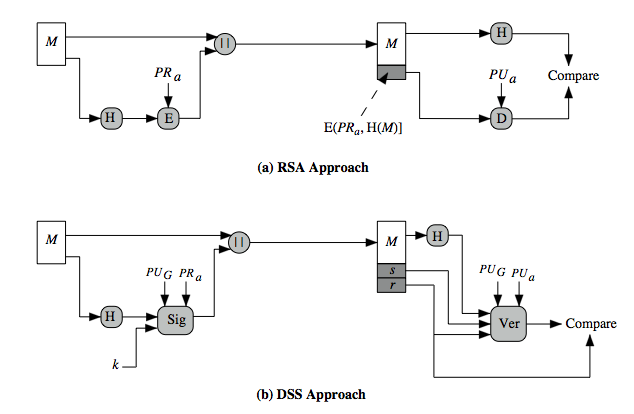 M
||
PRa
H
E
M
H
PUa
Compare
D
E(PRa, H(M)]
(a) RSA Approach
M
||
PUG PRa
H
Sig
k
M
H
s
r
PUG PUa
Ver
Compare
(b) DSS Approach